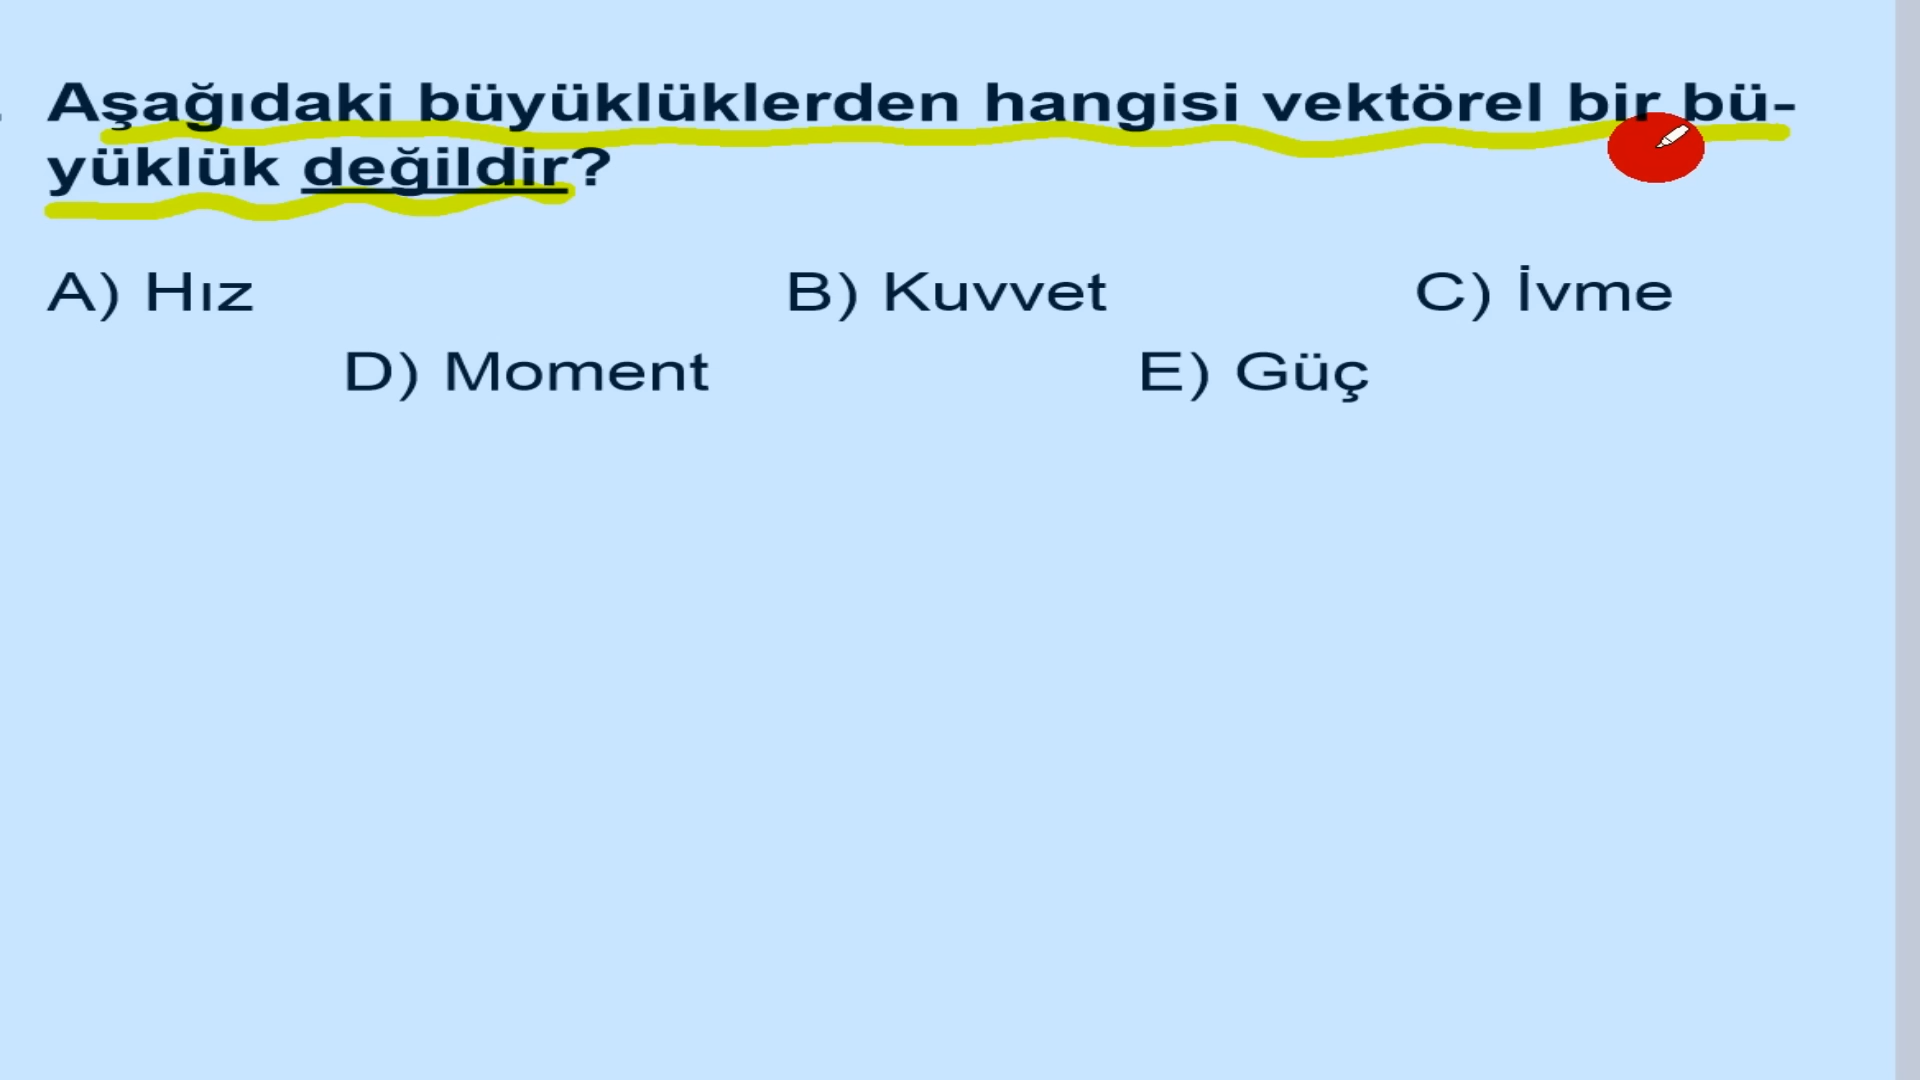 Aşağıdaki büyüklüklerden hangisi vektörel bir bü-
yüklük değildir?
A) Hız B) Kuvvet C) İvme
D) Moment E) Güç